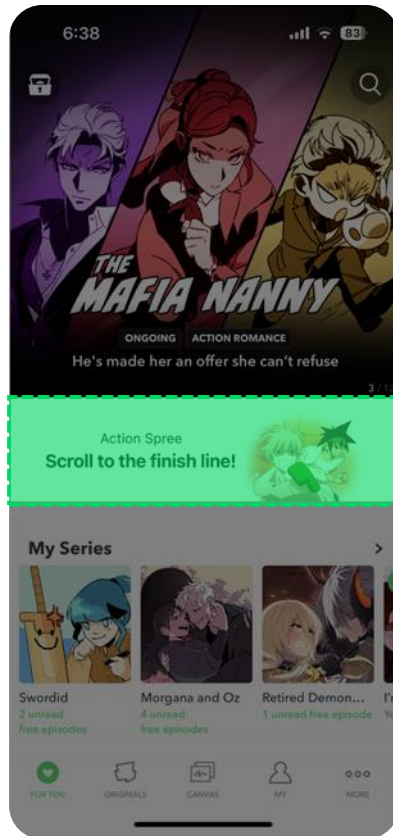 6:38
83
THE
MAFIA NANNY
ONGOING ACTION ROMANCE
He's made her an offer she can't refuse
3 / 12
Action Spree
Scroll to the finish line!
My Series
Swordid
2 unread
free episodes
Morgana and Oz
4 unread
free episodes
Retired Demon...
1 unread free episode
FOR YOU
ORIGINALS
CANVAS
MY
MORE